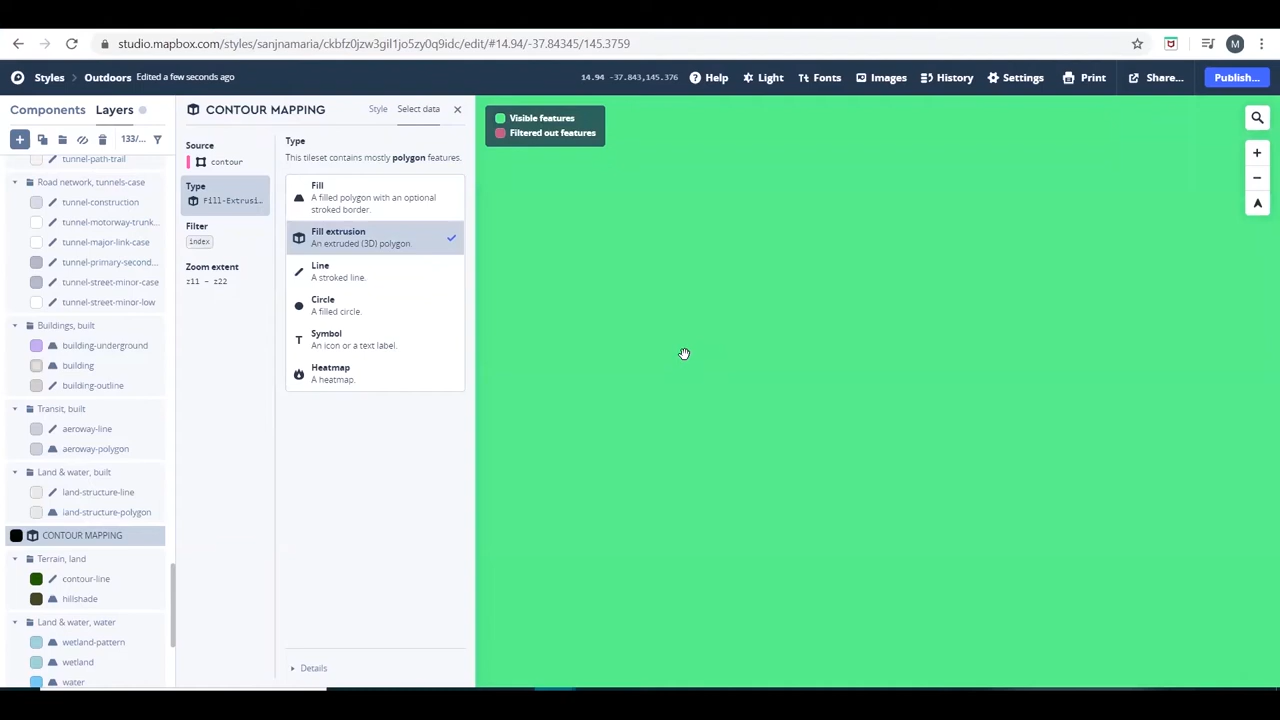 studio.mapbox.com/styles/sanjnamaria/ckbfz0jzw3gil1jo5zy0q9idc/edit/#14.94/-37.84345/145.3759
M
Styles
Outdoors
Edited a few seconds ago
14.94 -37.843,145.376
Help
Light
Fonts
Images
History
Settings
Print
Share...
Publish...
Components
Layers
133/...
tunnel-path-trail
Road network, tunnels-case
tunnel-construction
tunnel-motorway-trunk...
tunnel-major-link-case
tunnel-primary-second...
tunnel-street-minor-case
tunnel-street-minor-low
Buildings, built
building-underground
building
building-outline
Transit, built
aeroway-line
aeroway-polygon
Land & water, built
land-structure-line
land-structure-polygon
CONTOUR MAPPING
Terrain, land
contour-line
hillshade
Land & water, water
wetland-pattern
wetland
water
CONTOUR MAPPING
Style
Select data
Source
contour
Type
Fill-Extrusi...
Filter
index
Zoom extent
z11 – z22
Type
This tileset contains mostly polygon features.
Fill
A filled polygon with an optional
stroked border.
Fill extrusion
An extruded (3D) polygon.
Line
A stroked line.
Circle
A filled circle.
Symbol
An icon or a text label.
Heatmap
A heatmap.
Details
Visible features
Filtered out features